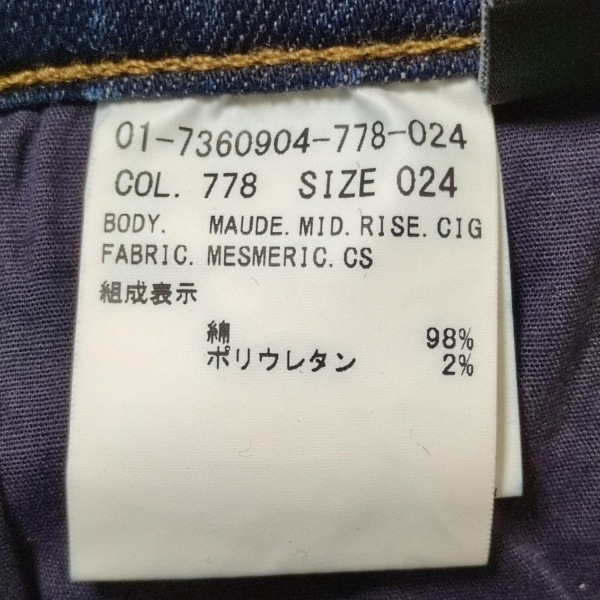 01-7360904-778-024
COL. 778 SIZE 024
BODY. MAUDE.MID.RISE.CIG
FABRIC. MESMERIC.CS
組成表示
綿 98%
ポリウレタン 2%